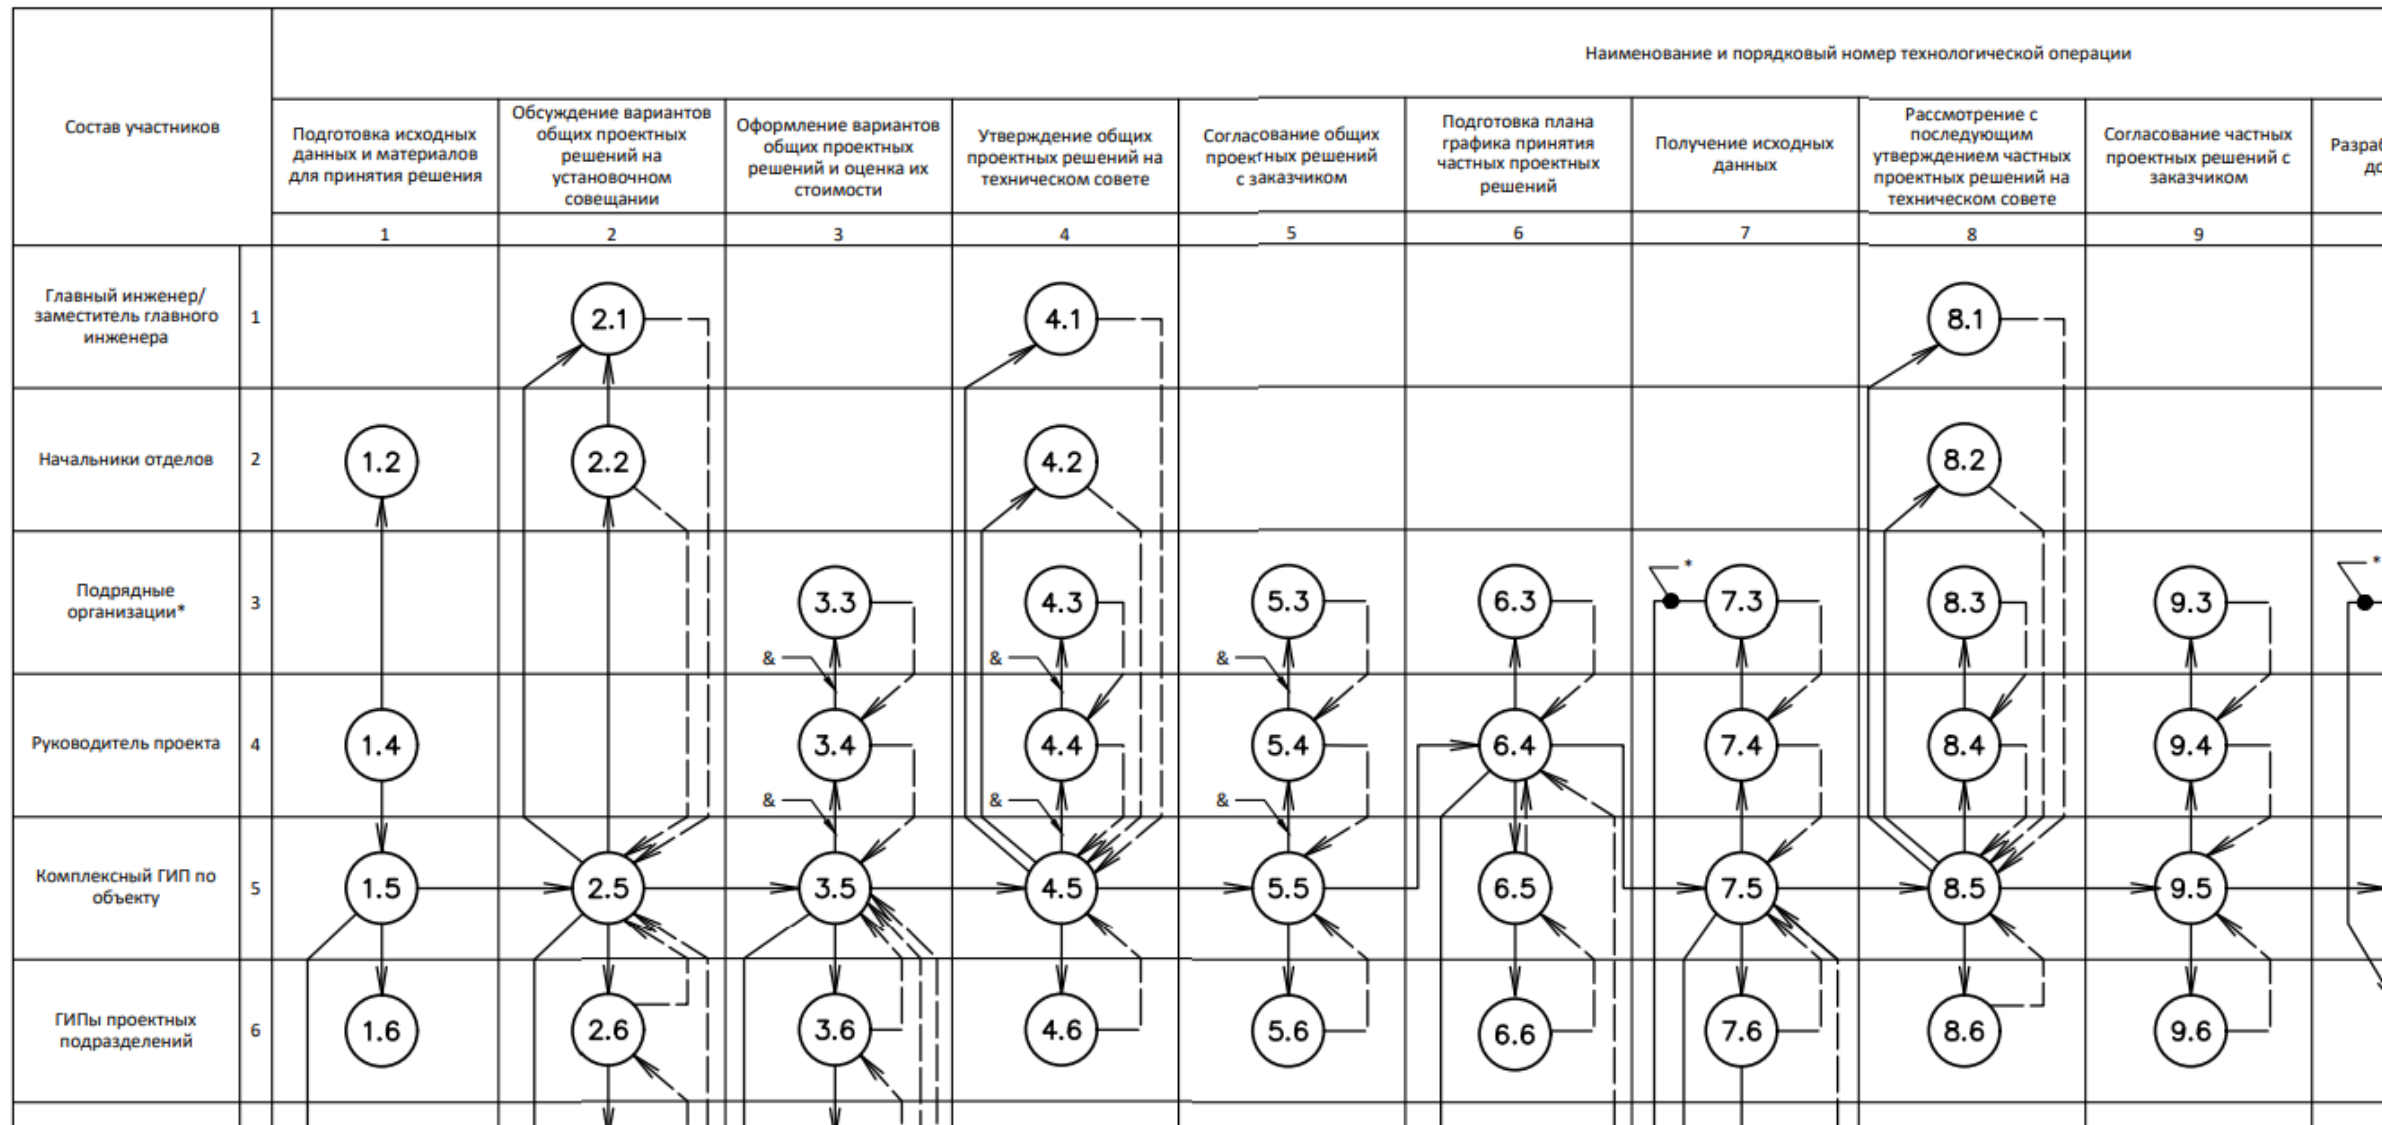 Наименование и порядковый номер технологической операции
Состав участников
Подготовка исходных
данных и материалов
для принятия решения
Обсуждение вариантов
общих проектных
решений на
установочном
совещании
Оформление вариантов
общих проектных
решений и оценка их
стоимости
Утверждение общих
проектных решений на
техническом совете
Согласование общих
проектных решений
с заказчиком
Подготовка плана
графика принятия
частных проектных
решений
Получение исходных
данных
Рассмотрение с
последующим
утверждением частных
проектных решений на
техническом совете
Согласование частных
проектных решений с
заказчиком
Разраб
до
1 2 3 4 5 6 7 8 9
Главный инженер/
заместитель главного
инженера
1
2.1 4.1 8.1
Начальники отделов
2
1.2 2.2 4.2 8.2
Подрядные
организации*
3
3.3 4.3 5.3 6.3 * 7.3 8.3 9.3 *
& & &
Руководитель проекта
4
1.4 3.4 4.4 5.4 6.4 7.4 8.4 9.4
& & &
Комплексный ГИП по
объекту
5
1.5 2.5 3.5 4.5 5.5 6.5 7.5 8.5 9.5
ГИПы проектных
подразделений
6
1.6 2.6 3.6 4.6 5.6 6.6 7.6 8.6 9.6